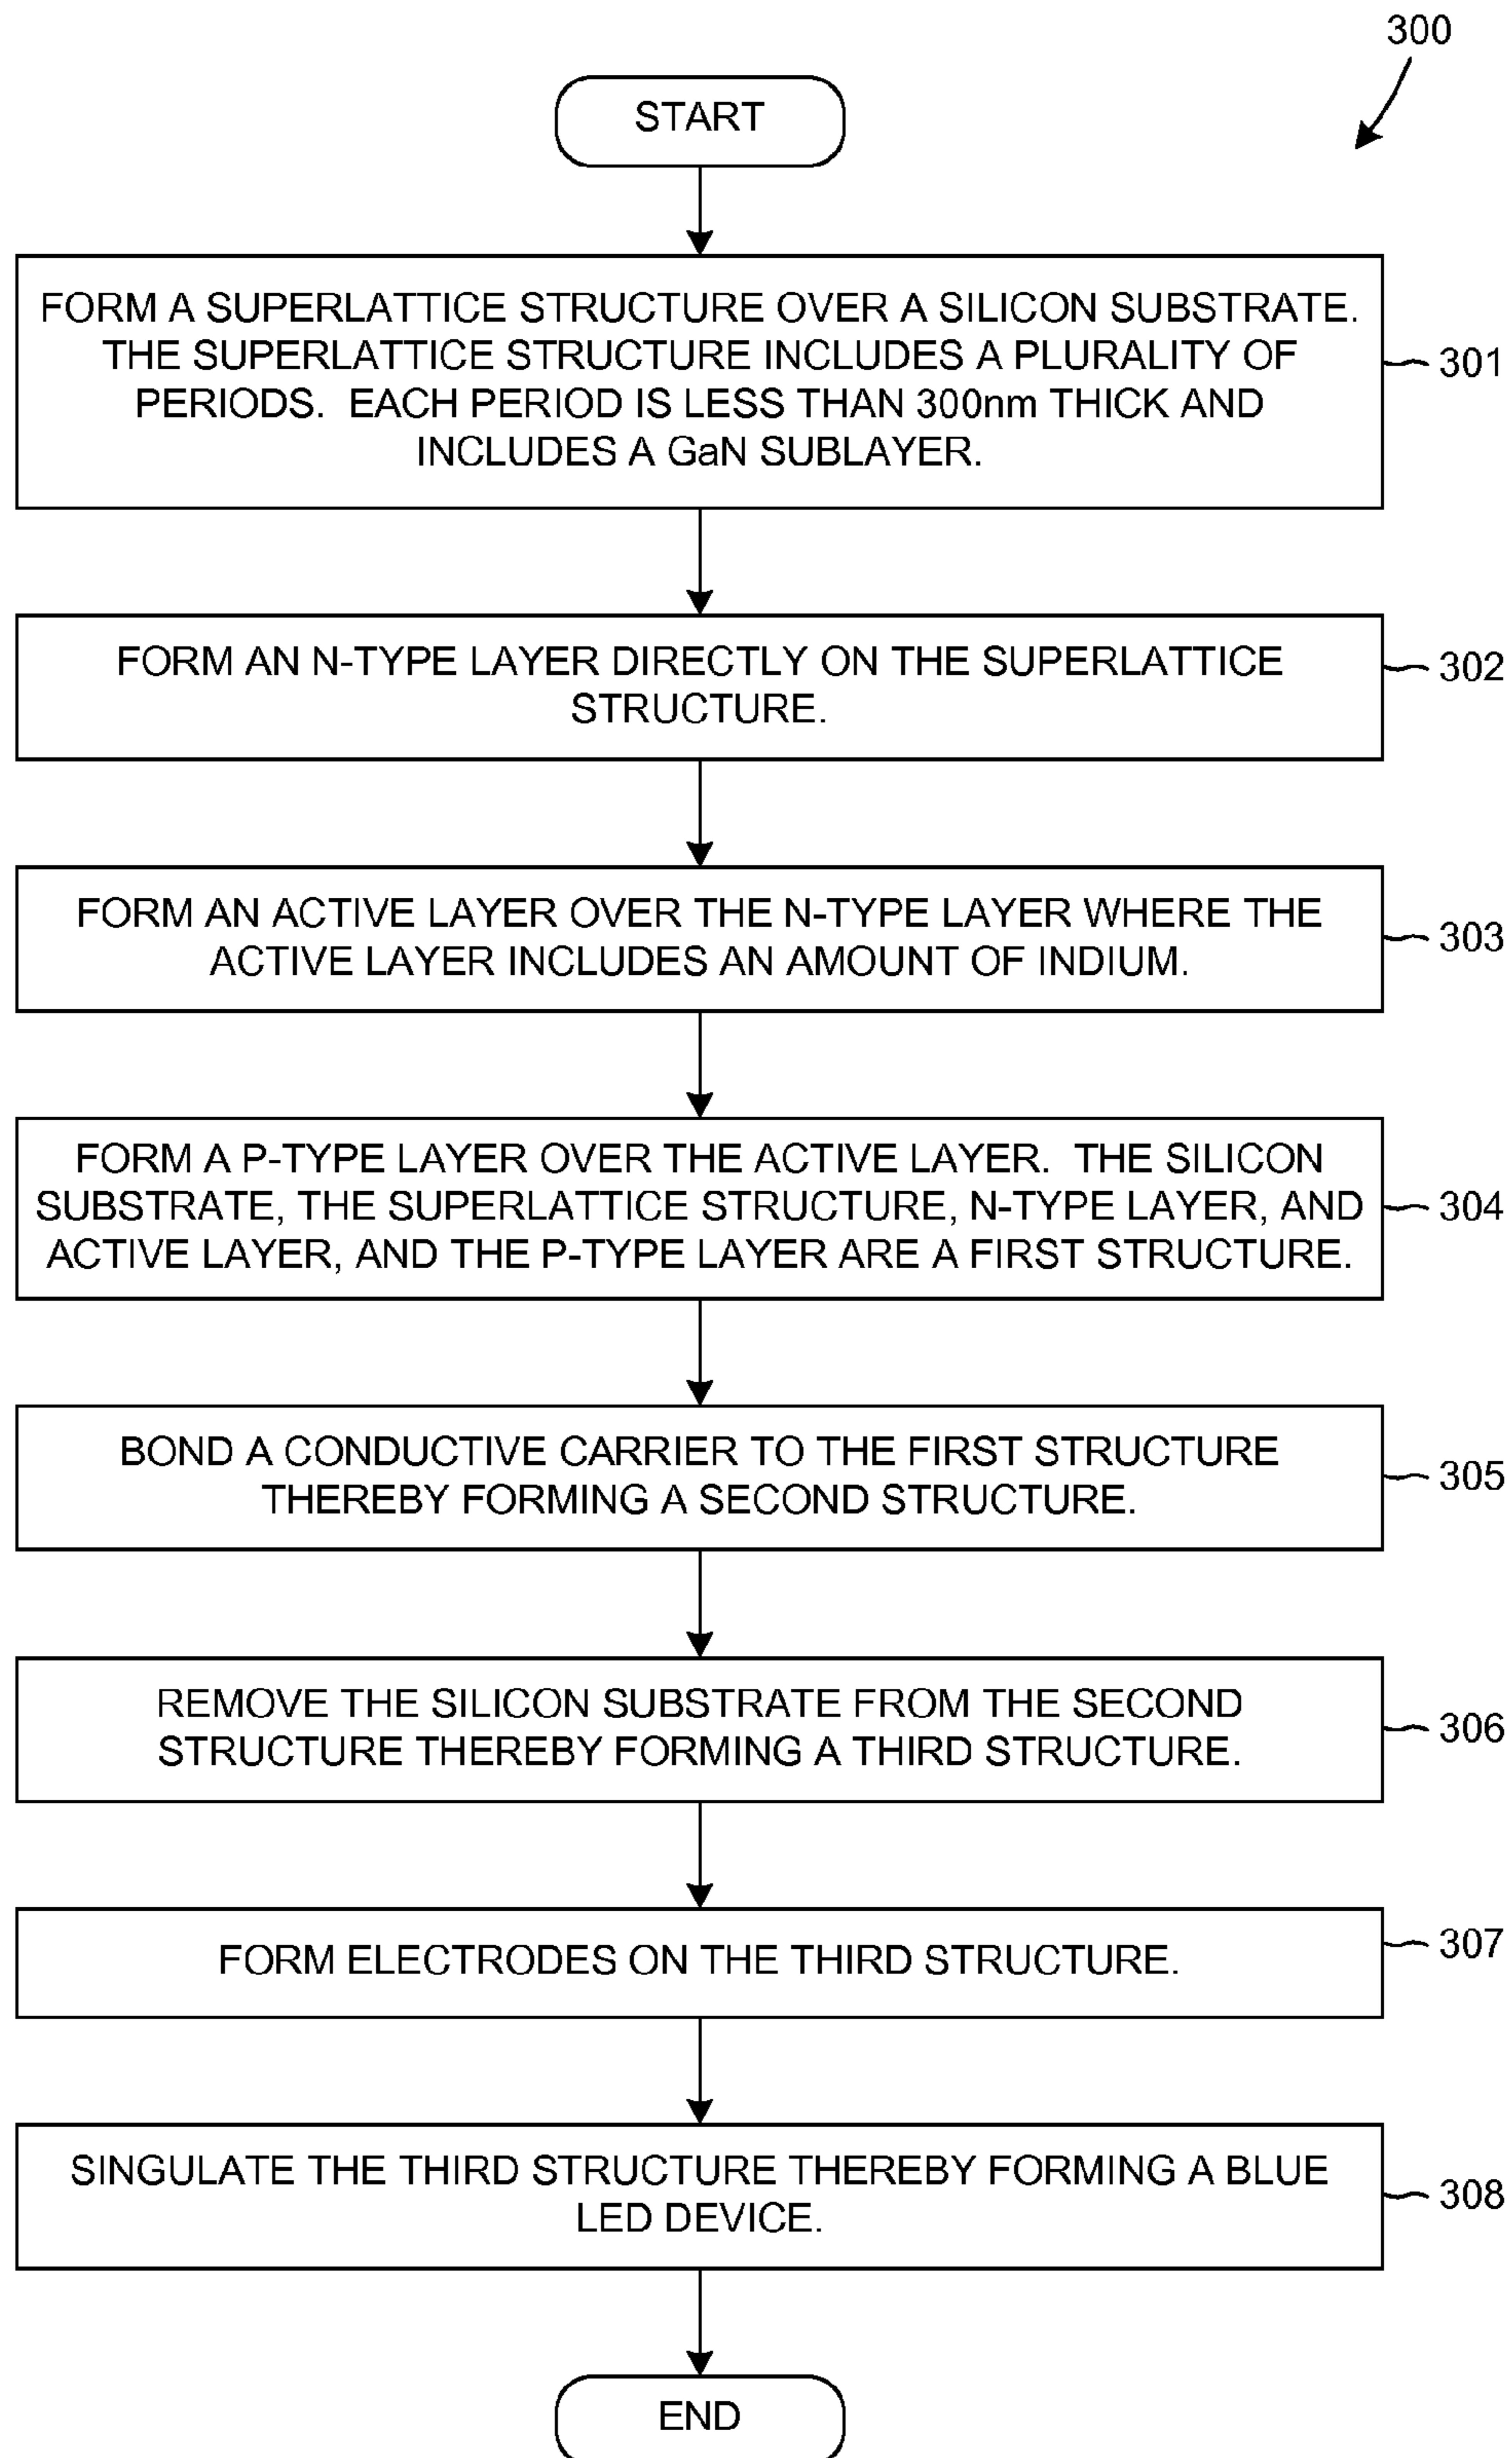 300
START
FORM A SUPERLATTICE STRUCTURE OVER A SILICON SUBSTRATE.
THE SUPERLATTICE STRUCTURE INCLUDES A PLURALITY OF
PERIODS. EACH PERIOD IS LESS THAN 300nm THICK AND
INCLUDES A GaN SUBLAYER.
301
FORM AN N-TYPE LAYER DIRECTLY ON THE SUPERLATTICE
STRUCTURE.
302
FORM AN ACTIVE LAYER OVER THE N-TYPE LAYER WHERE THE
ACTIVE LAYER INCLUDES AN AMOUNT OF INDIUM.
303
FORM A P-TYPE LAYER OVER THE ACTIVE LAYER. THE SILICON
SUBSTRATE, THE SUPERLATTICE STRUCTURE, N-TYPE LAYER, AND
ACTIVE LAYER, AND THE P-TYPE LAYER ARE A FIRST STRUCTURE.
304
BOND A CONDUCTIVE CARRIER TO THE FIRST STRUCTURE
THEREBY FORMING A SECOND STRUCTURE.
305
REMOVE THE SILICON SUBSTRATE FROM THE SECOND
STRUCTURE THEREBY FORMING A THIRD STRUCTURE.
306
FORM ELECTRODES ON THE THIRD STRUCTURE.
307
SINGULATE THE THIRD STRUCTURE THEREBY FORMING A BLUE
LED DEVICE.
308
END